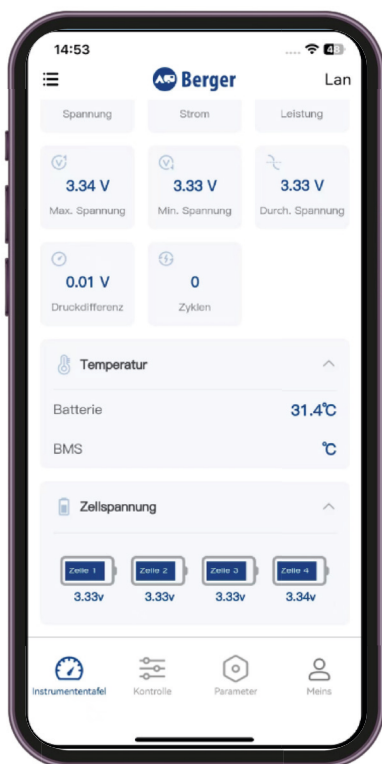 14:53
48
Berger
Lan
Spannung
Strom
Leistung
3.34 V
3.33 V
3.33 V
Max. Spannung
Min. Spannung
Durch. Spannung
0.01 V
0
Druckdifferenz
Zyklen
Temperatur
Batterie
31.4℃
BMS
℃
Zellspannung
Zelle 1
Zelle 2
Zelle 3
Zelle 4
3.33v
3.33v
3.33v
3.34v
Instrumententafel
Kontrolle
Parameter
Meins